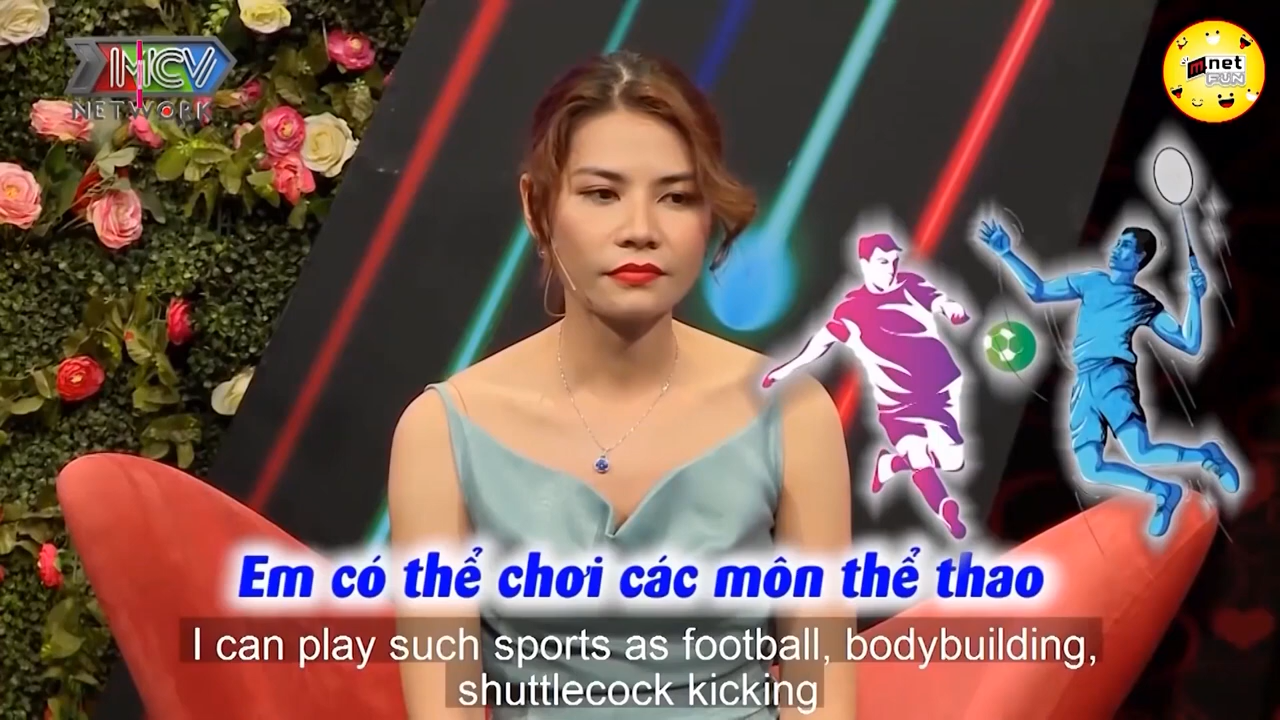 MCV
NETWORK
mnet
FUN
Em có thể chơi các môn thể thao
I can play such sports as football, bodybuilding,
shuttlecock kicking